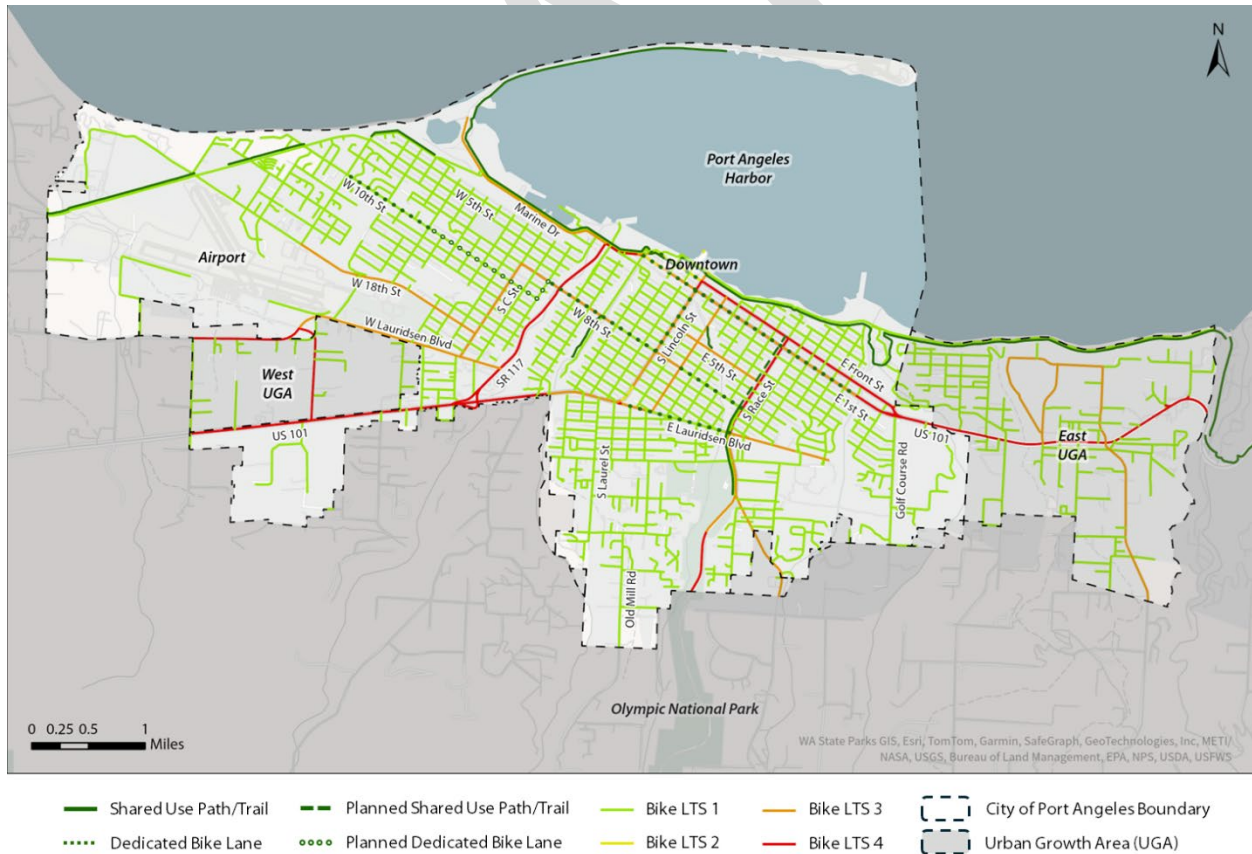 N
Port Angeles
Harbor
W 10th St
W 5th St
Marine Dr
Airport
Downtown
W 18th St
S C St
W Lauridsen Blvd
W 8th St
S Lincoln St
E 5th St
S Race St
E Front St
E 1st St
SR 117
West
UGA
US 101
E Lauridsen Blvd
US 101
East
UGA
S Laurel St
Golf Course Rd
Old Mill Rd
Olympic National Park
0 0.25 0.5 1
Miles
WA State Parks GIS, Esri, TomTom, Garmin, SafeGraph, GeoTechnologies, Inc, METI/
NASA, USGS, Bureau of Land Management, EPA, NPS, USDA, USFWS
Shared Use Path/Trail
Planned Shared Use Path/Trail
Bike LTS 1
Bike LTS 3
City of Port Angeles Boundary
Dedicated Bike Lane
Planned Dedicated Bike Lane
Bike LTS 2
Bike LTS 4
Urban Growth Area (UGA)